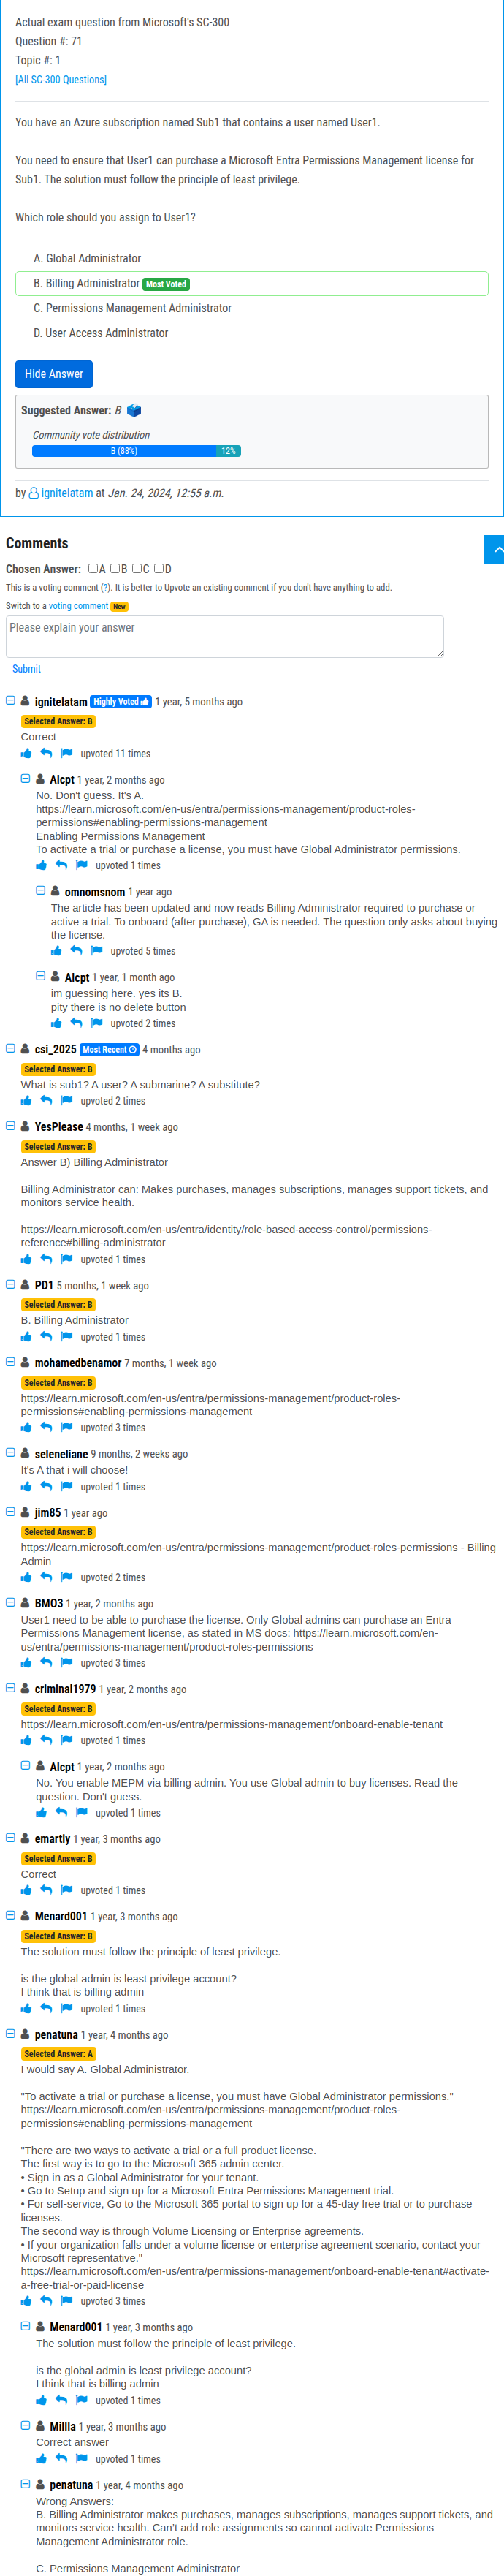 Actual exam question from Microsoft's SC-300
Question #: 71
Topic #: 1
[All SC-300 Questions]
You have an Azure subscription named Sub1 that contains a user named User1.
You need to ensure that User1 can purchase a Microsoft Entra Permissions Management license for
Sub1. The solution must follow the principle of least privilege.
Which role should you assign to User1?
A. Global Administrator
B. Billing Administrator Most Voted
C. Permissions Management Administrator
D. User Access Administrator
Hide Answer
Suggested Answer: B
Community vote distribution
B (88%) 12%
by ignitelatam at Jan. 24, 2024, 12:55 a.m.
Comments
Chosen Answer: A B C D
This is a voting comment (?). It is better to Upvote an existing comment if you don't have anything to add.
Switch to a voting comment New
Please explain your answer
Submit
ignitelatam Highly Voted 1 year, 5 months ago
Selected Answer: B
Correct
upvoted 11 times
Alcpt 1 year, 2 months ago
No. Don't guess. It's A.
https://learn.microsoft.com/en-us/entra/permissions-management/product-roles-
permissions#enabling-permissions-management
Enabling Permissions Management
To activate a trial or purchase a license, you must have Global Administrator permissions.
upvoted 1 times
omnomsnom 1 year ago
The article has been updated and now reads Billing Administrator required to purchase or
active a trial. To onboard (after purchase), GA is needed. The question only asks about buying
the license.
upvoted 5 times
Alcpt 1 year, 1 month ago
im guessing here. yes its B.
pity there is no delete button
upvoted 2 times
csi_2025 Most Recent 4 months ago
Selected Answer: B
What is sub1? A user? A submarine? A substitute?
upvoted 2 times
YesPlease 4 months, 1 week ago
Selected Answer: B
Answer B) Billing Administrator
Billing Administrator can: Makes purchases, manages subscriptions, manages support tickets, and
monitors service health.
https://learn.microsoft.com/en-us/entra/identity/role-based-access-control/permissions-
reference#billing-administrator
upvoted 1 times
PD1 5 months, 1 week ago
Selected Answer: B
B. Billing Administrator
upvoted 1 times
mohamedbenamor 7 months, 1 week ago
Selected Answer: B
https://learn.microsoft.com/en-us/entra/permissions-management/product-roles-
permissions#enabling-permissions-management
upvoted 3 times
seleneliane 9 months, 2 weeks ago
It's A that i will choose!
upvoted 1 times
jim85 1 year ago
Selected Answer: B
https://learn.microsoft.com/en-us/entra/permissions-management/product-roles-permissions - Billing
Admin
upvoted 2 times
BMO3 1 year, 2 months ago
User1 need to be able to purchase the license. Only Global admins can purchase an Entra
Permissions Management license, as stated in MS docs: https://learn.microsoft.com/en-
us/entra/permissions-management/product-roles-permissions
upvoted 3 times
criminal1979 1 year, 2 months ago
Selected Answer: B
https://learn.microsoft.com/en-us/entra/permissions-management/onboard-enable-tenant
upvoted 1 times
Alcpt 1 year, 2 months ago
No. You enable MEPM via billing admin. You use Global admin to buy licenses. Read the
question. Don't guess.
upvoted 1 times
emartiy 1 year, 3 months ago
Selected Answer: B
Correct
upvoted 1 times
Menard001 1 year, 3 months ago
Selected Answer: B
The solution must follow the principle of least privilege.
is the global admin is least privilege account?
I think that is billing admin
upvoted 1 times
penatuna 1 year, 4 months ago
Selected Answer: A
I would say A. Global Administrator.
"To activate a trial or purchase a license, you must have Global Administrator permissions."
https://learn.microsoft.com/en-us/entra/permissions-management/product-roles-
permissions#enabling-permissions-management
"There are two ways to activate a trial or a full product license.
The first way is to go to the Microsoft 365 admin center.
• Sign in as a Global Administrator for your tenant.
• Go to Setup and sign up for a Microsoft Entra Permissions Management trial.
• For self-service, Go to the Microsoft 365 portal to sign up for a 45-day free trial or to purchase
licenses.
The second way is through Volume Licensing or Enterprise agreements.
• If your organization falls under a volume license or enterprise agreement scenario, contact your
Microsoft representative."
https://learn.microsoft.com/en-us/entra/permissions-management/onboard-enable-tenant#activate-
a-free-trial-or-paid-license
upvoted 3 times
Menard001 1 year, 3 months ago
The solution must follow the principle of least privilege.
is the global admin is least privilege account?
I think that is billing admin
upvoted 1 times
Millla 1 year, 3 months ago
Correct answer
upvoted 1 times
penatuna 1 year, 4 months ago
Wrong Answers:
B. Billing Administrator makes purchases, manages subscriptions, manages support tickets, and
monitors service health. Can't add role assignments so cannot activate Permissions
Management Administrator role.
C. Permissions Management Administrator